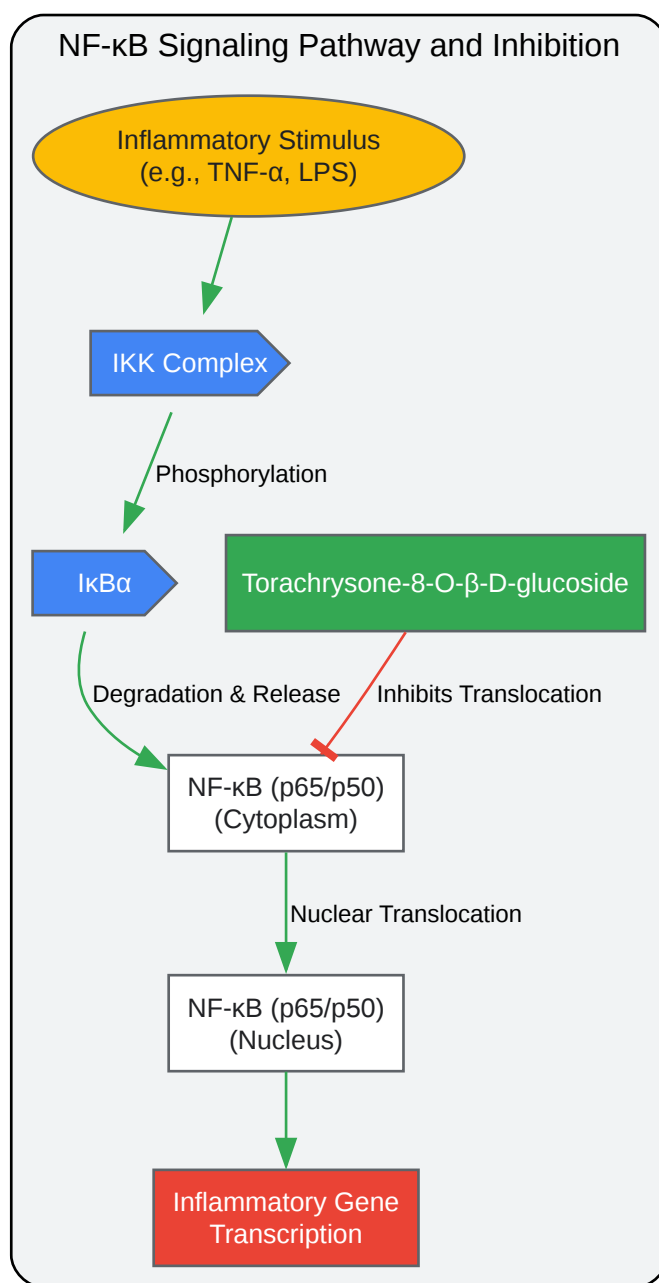 NF-κB Signaling Pathway and Inhibition
Inflammatory Stimulus
(e.g., TNF-α, LPS)
IKK Complex
Phosphorylation
IκBα
Torachrysone-8-O-β-D-glucoside
Degradation & Release
Inhibits Translocation
NF-κB (p65/p50)
(Cytoplasm)
Nuclear Translocation
NF-κB (p65/p50)
(Nucleus)
Inflammatory Gene
Transcription